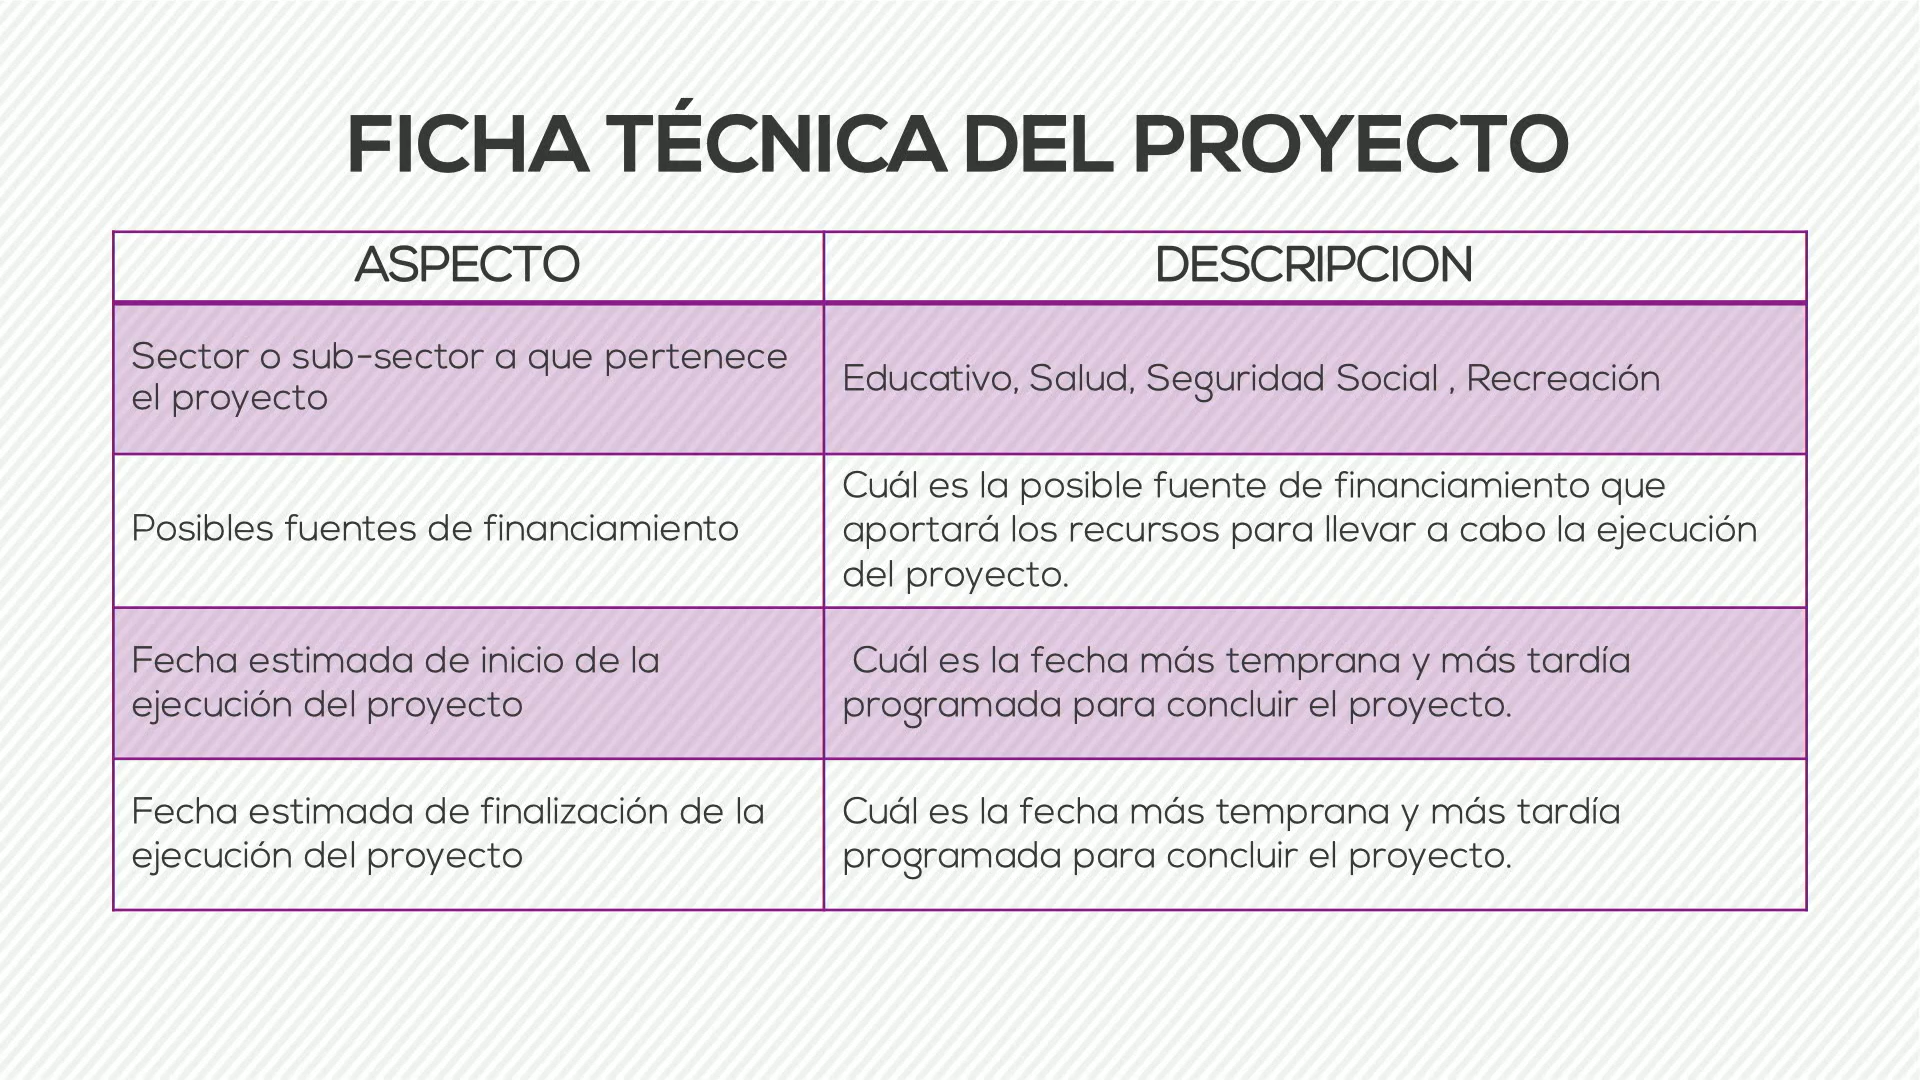 FICHA TÉCNICA DEL PROYECTO
ASPECTO
DESCRIPCION
Sector o sub-sector a que pertenece
el proyecto
Educativo, Salud, Seguridad Social , Recreación
Posibles fuentes de financiamiento
Cuál es la posible fuente de financiamiento que
aportará los recursos para llevar a cabo la ejecución
del proyecto.
Fecha estimada de inicio de la
ejecución del proyecto
Cuál es la fecha más temprana y más tardía
programada para concluir el proyecto.
Fecha estimada de finalización de la
ejecución del proyecto
Cuál es la fecha más temprana y más tardía
programada para concluir el proyecto.